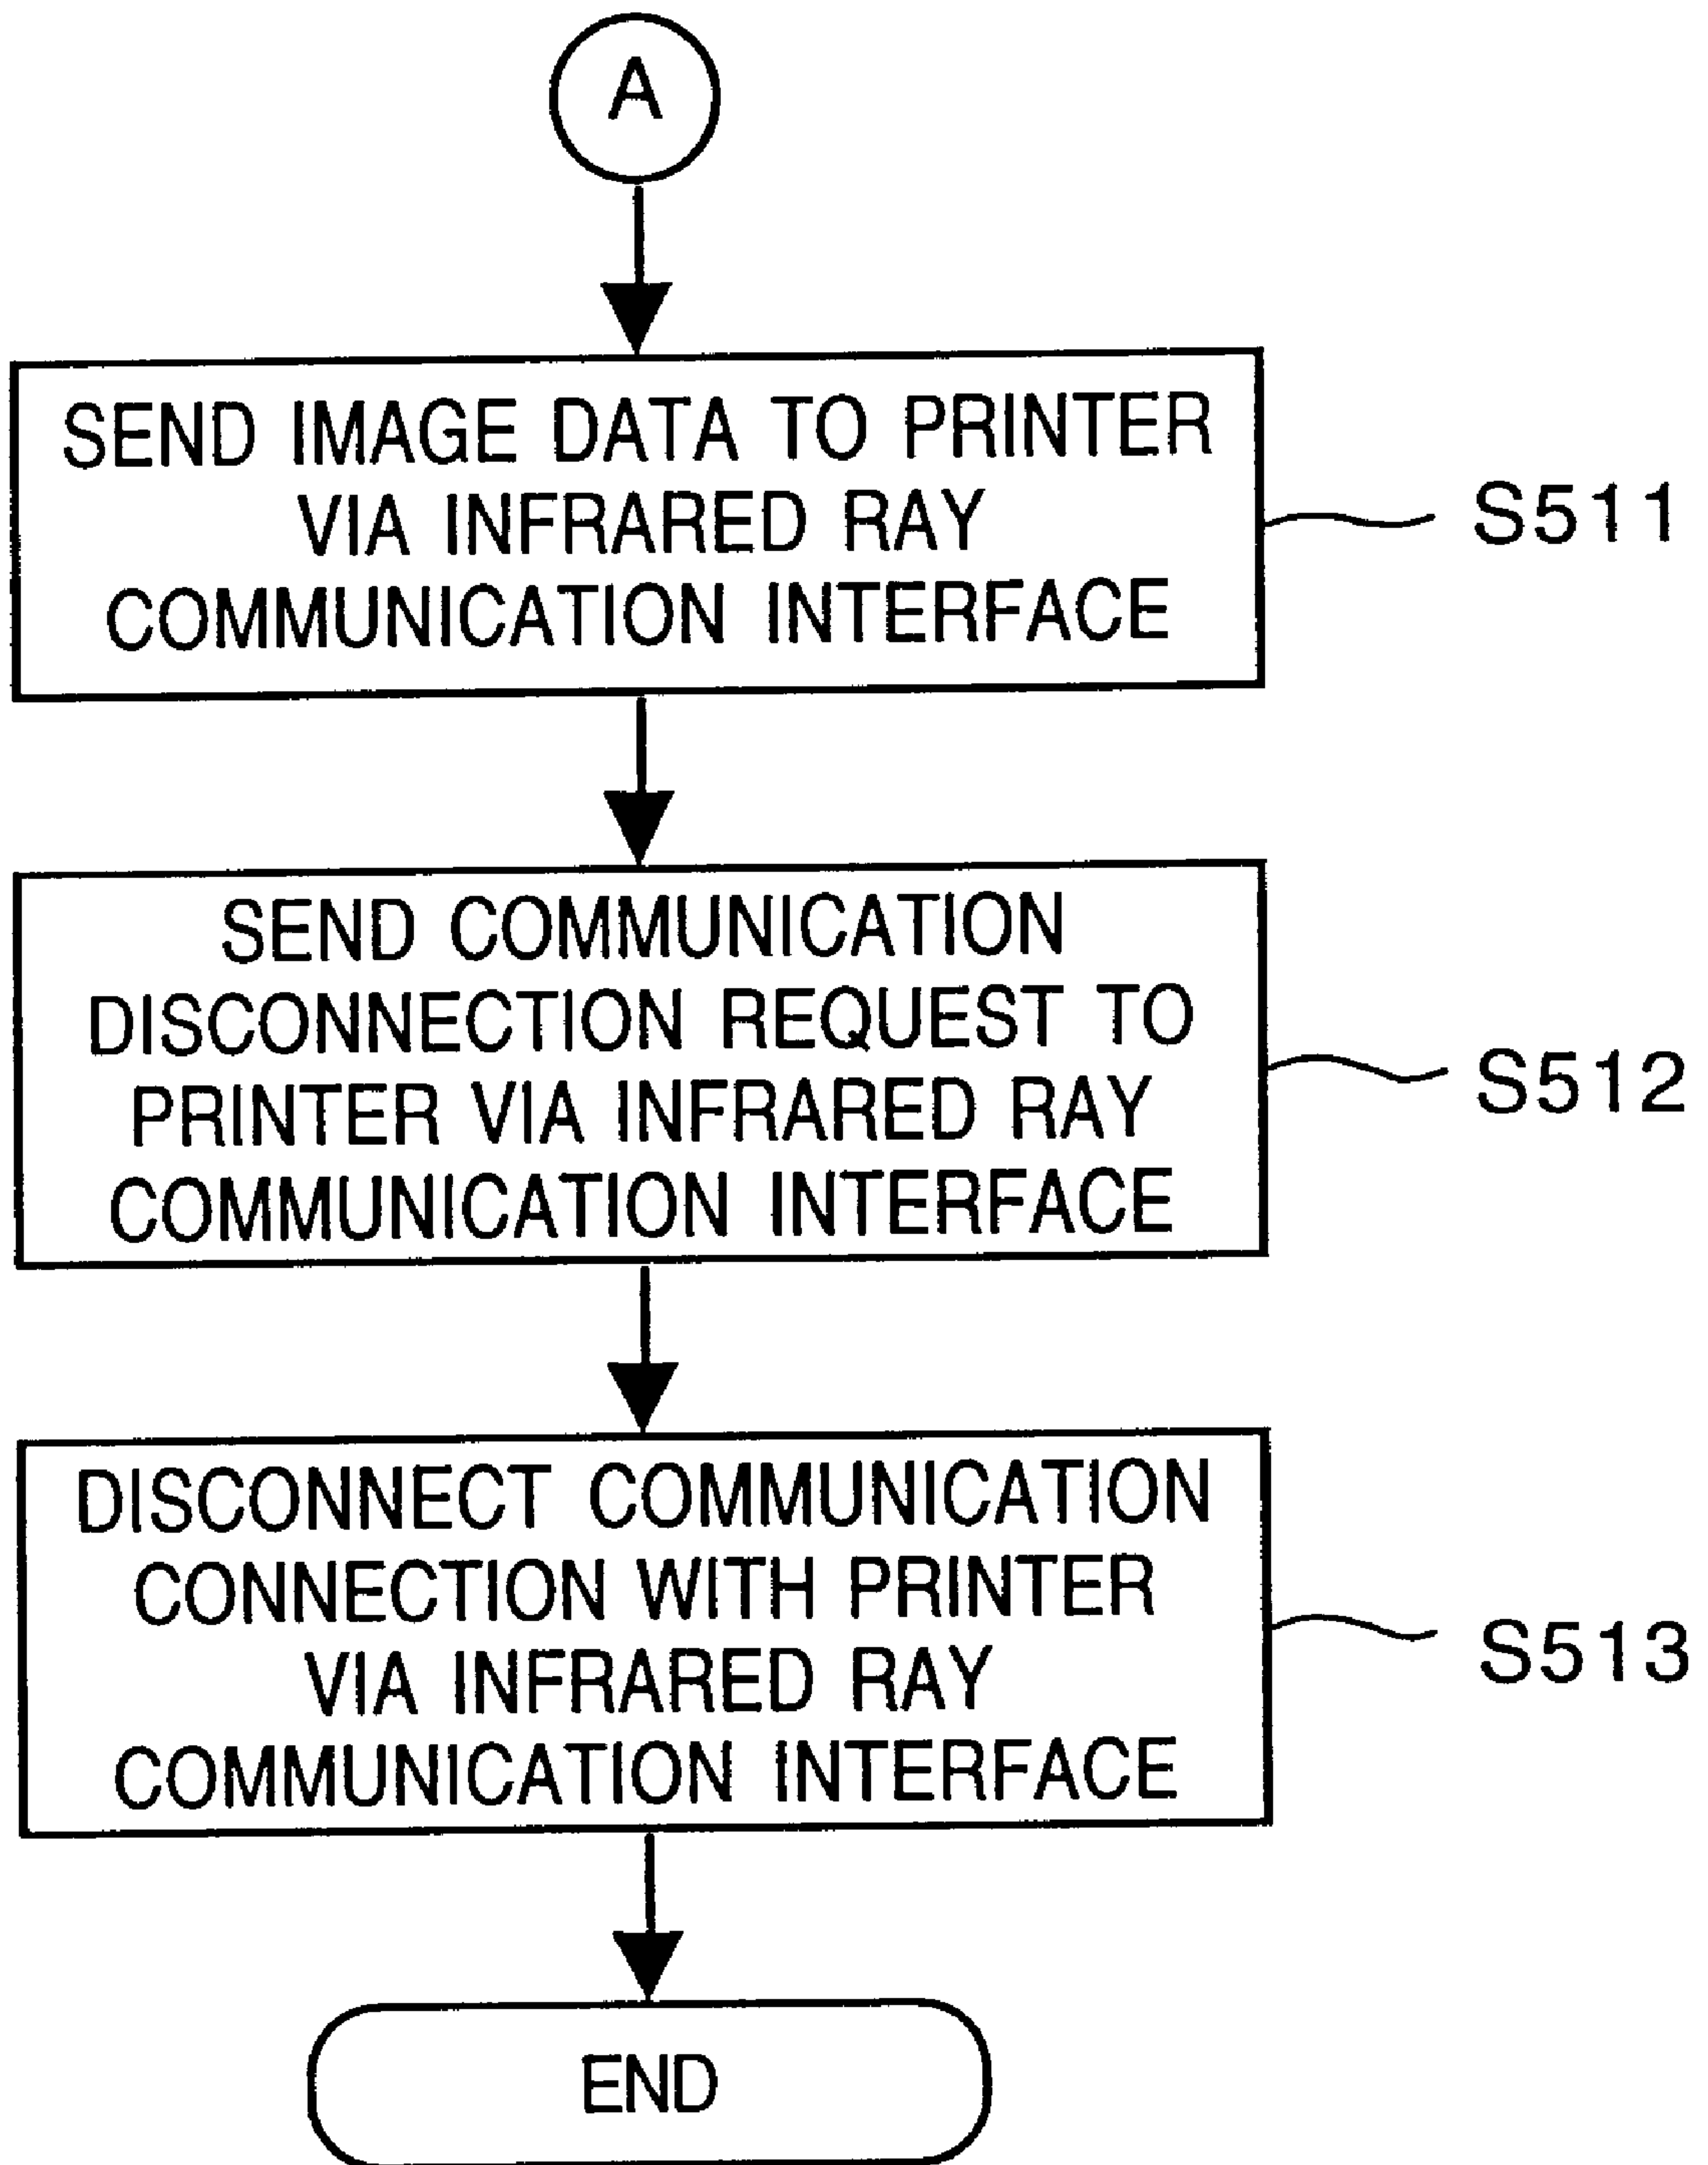 A
SEND IMAGE DATA TO PRINTER
VIA INFRARED RAY
COMMUNICATION INTERFACE
S511
SEND COMMUNICATION
DISCONNECTION REQUEST TO
PRINTER VIA INFRARED RAY
COMMUNICATION INTERFACE
S512
DISCONNECT COMMUNICATION
CONNECTION WITH PRINTER
VIA INFRARED RAY
COMMUNICATION INTERFACE
S513
END